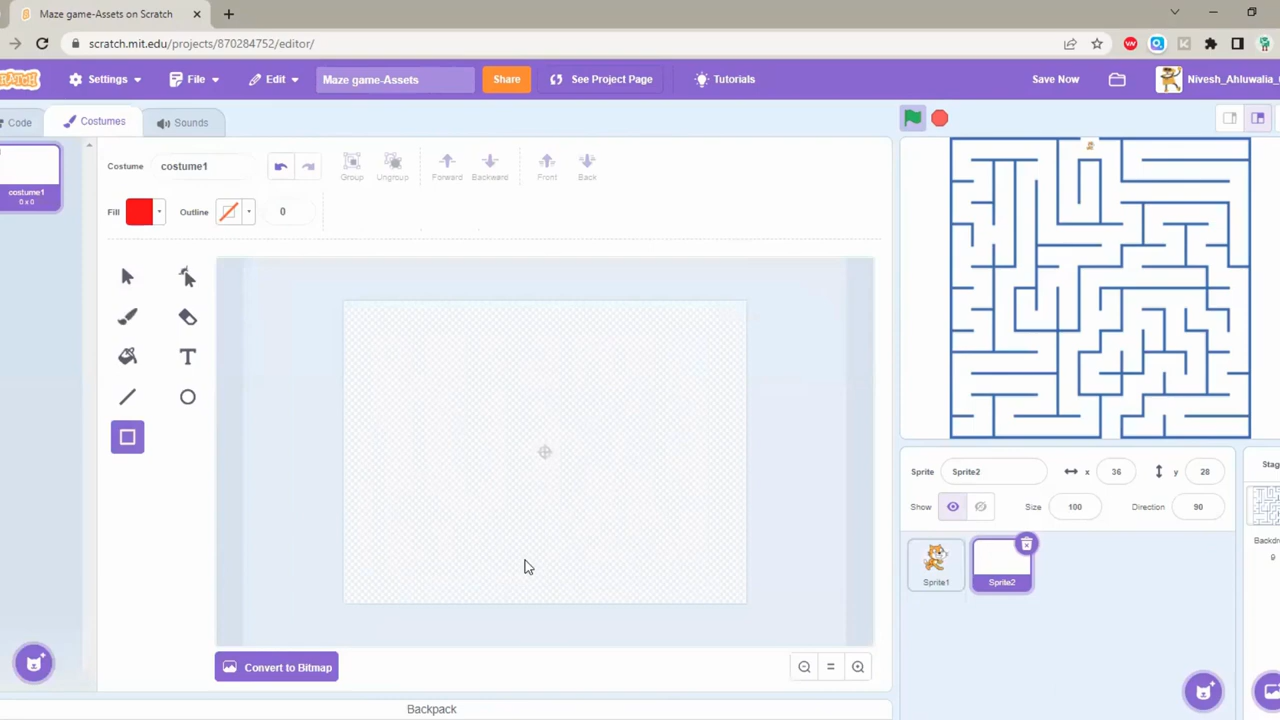 Maze game-Assets on Scratch
scratch.mit.edu/projects/870284752/editor/
Settings
File
Edit
Maze game-Assets
Share
See Project Page
Tutorials
Save Now
Nivesh_Ahluwalia_
Code
Costumes
Sounds
Costume
costume1
Group
Ungroup
Forward
Backward
Front
Back
Fill
Outline
0
costume1
0 x 0
T
Convert to Bitmap
Backpack
Sprite
Sprite2
x
36
y
28
Show
Size
100
Direction
90
Sprite1
Sprite2